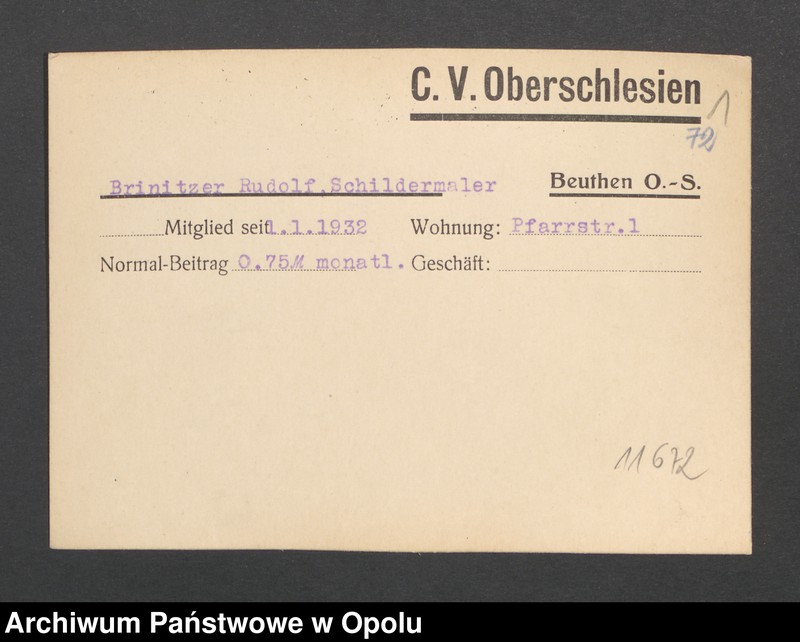 C. V. Oberschlesien
1
72
Brinitzer Rudolf, Schildermaler Beuthen O.-S.
Mitglied seit 1.1.1932 Wohnung: Pfarrstr.1
Normal-Beitrag 0.75M monatl. Geschäft:
11672
Archiwum Państwowe w Opolu